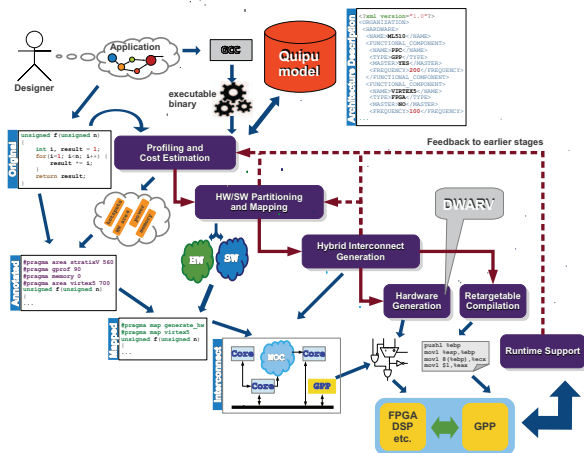 Application
Designer
GCC
executable
binary
Quipu
model
Architecture Description
<?xml version="1.0"?>
<ORGANIZATION>
<HARDWARE>
<NAME>ML510</NAME>
<FUNCTIONAL_COMPONENT>
<NAME>PPC</NAME>
<TYPE>GPP</TYPE>
<MASTER>YES</MASTER>
<FREQUENCY>200</FREQUENCY>
</FUNCTIONAL_COMPONENT>
<FUNCTIONAL_COMPONENT>
<NAME>VIRTEX5</NAME>
<TYPE>FPGA</TYPE>
<MASTER>NO</MASTER>
<FREQUENCY>100</FREQUENCY>
...
Original
unsigned f(unsigned n)
{
int i, result = 1;
for(i=1; i<n; i++) {
result *= i;
}
return result;
}
Profiling and
Cost Estimation
Feedback to earlier stages
hotspots
power
memory
HW/SW Partitioning
and Mapping
DWARV
HW
SW
Hybrid Interconnect
Generation
Annotated
#pragma area stratixV 560
#pragma gprof 90
#pragma memory 0
#pragma area virtex5 700
unsigned f(unsigned n)
{
...
Hardware
Generation
Retargetable
Compilation
Mapped
#pragma map generate_hw
#pragma map virtex5
unsigned f(unsigned n)
{
...
Interconnect
Core
NOC
Core
Core
GPP
pushl %ebp
movl %esp,%ebp
movl 8(%ebp),%ecx
movl $1,%eax
Runtime Support
FPGA
DSP
etc.
GPP